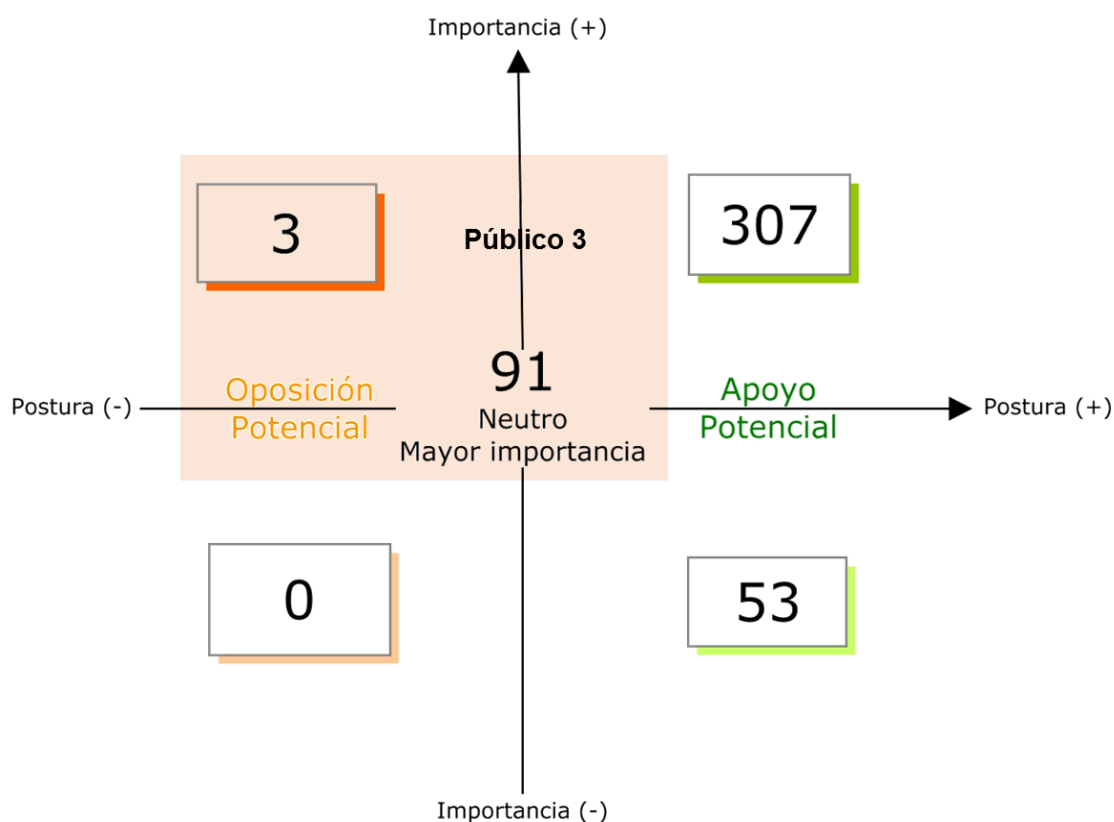 Importancia (+)
3
Público 3
307
91
Oposición
Potencial
Apoyo
Potencial
Postura (-)
Postura (+)
Neutro
Mayor importancia
0
53
Importancia (-)